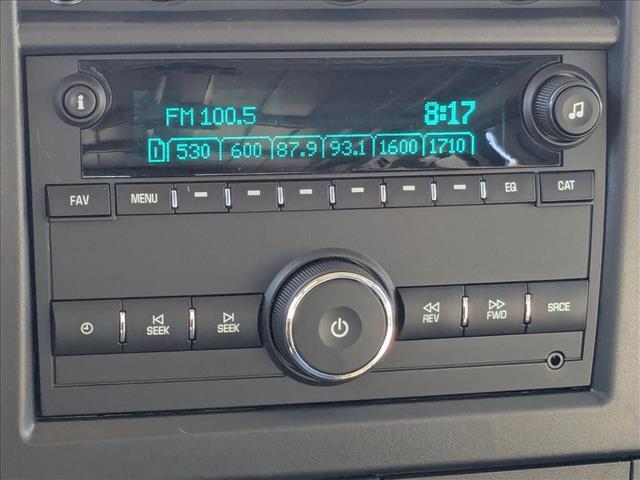 FM 100.5 8:17
530 600 87.9 93.1 1600 1710
FAV MENU EQ CAT
SEEK SEEK REV FWD SRCE